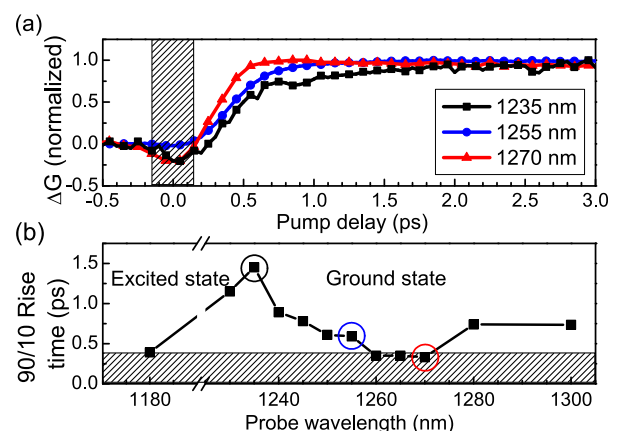 (a)
ΔG (normalized)
1.0
0.5
0.0
-0.5
1235 nm
1255 nm
1270 nm
-0.5 0.0 0.5 1.0 1.5 2.0 2.5 3.0
Pump delay (ps)
(b)
90/10 Rise
time (ps)
1.5
1.0
0.5
0.0
Excited state Ground state
1180 1240 1260 1280 1300
Probe wavelength (nm)